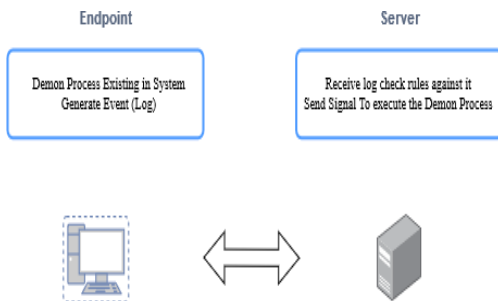 Endpoint
Server
Demon Process Existing in System
Generate Event (Log)
Receive log check rules against it
Send Signal To execute the Demon Process